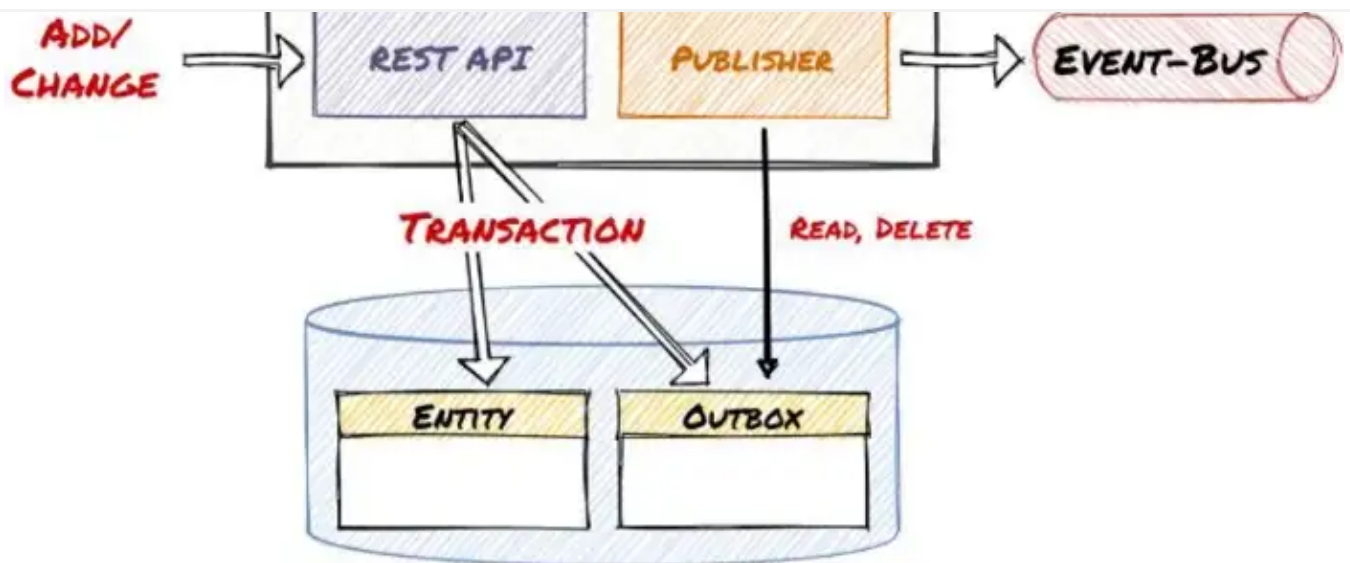 ADD/
CHANGE
REST API
PUBLISHER
EVENT-BUS
TRANSACTION
READ, DELETE
ENTITY
OUTBOX